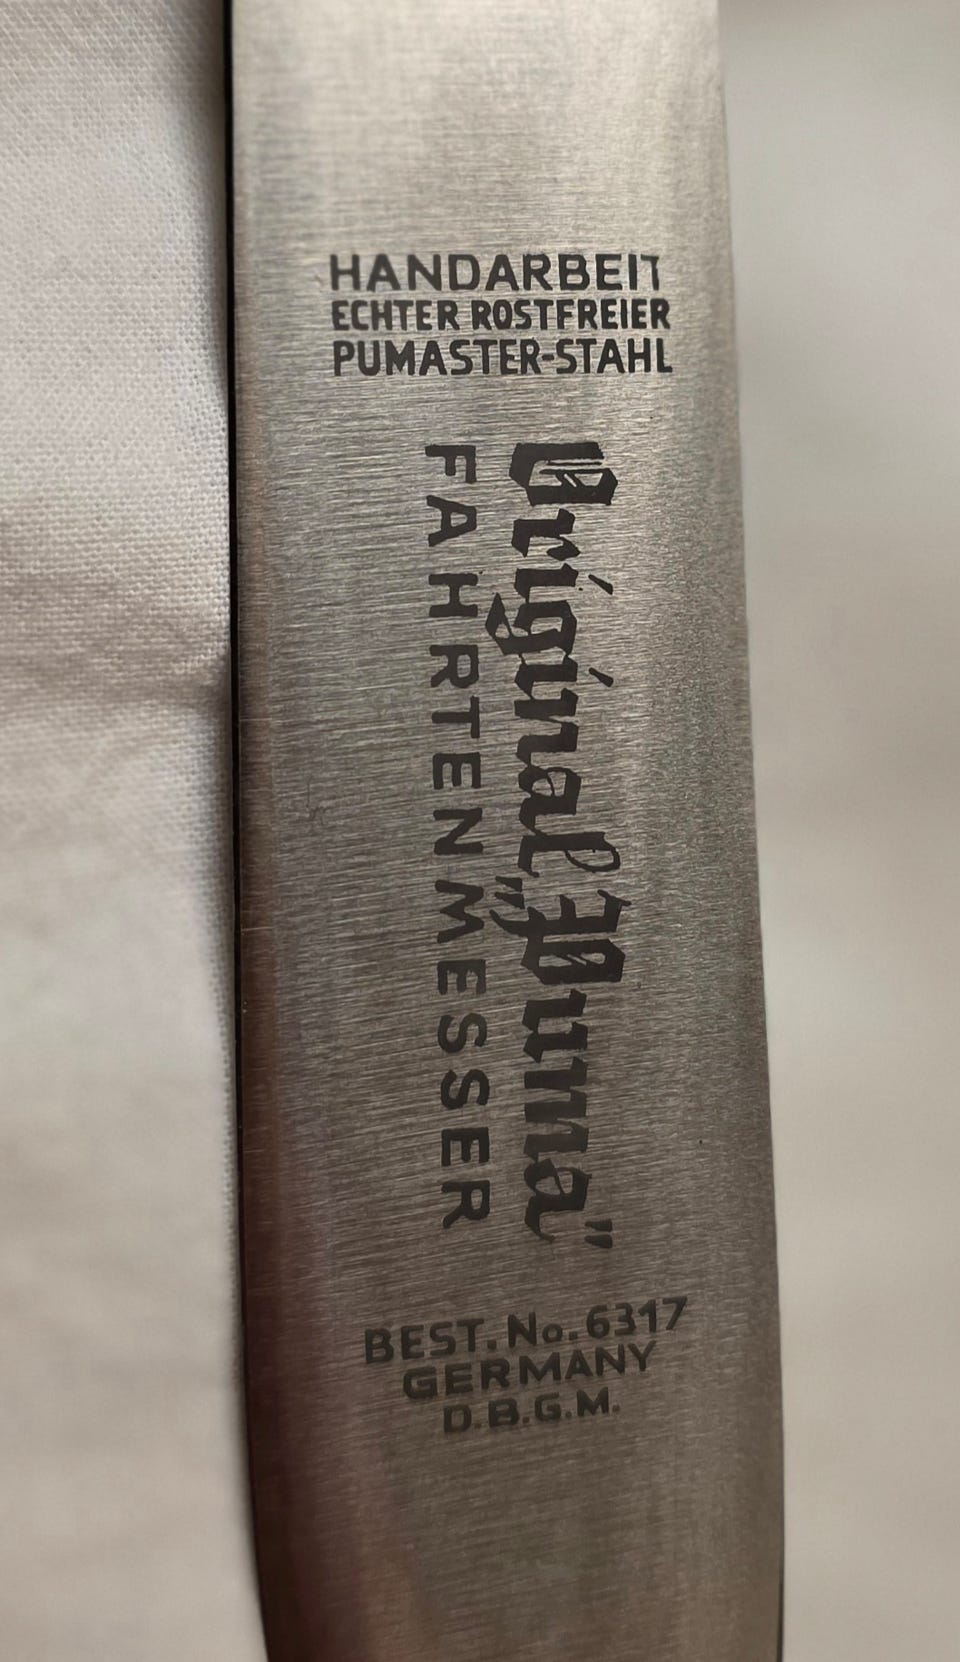 HANDARBEIT
ECHTER ROSTFREIER
PUMASTER-STAHL
Original „Puma"
FAHRTENMESSER
BEST. No. 6317
GERMANY
D.B.G.M.